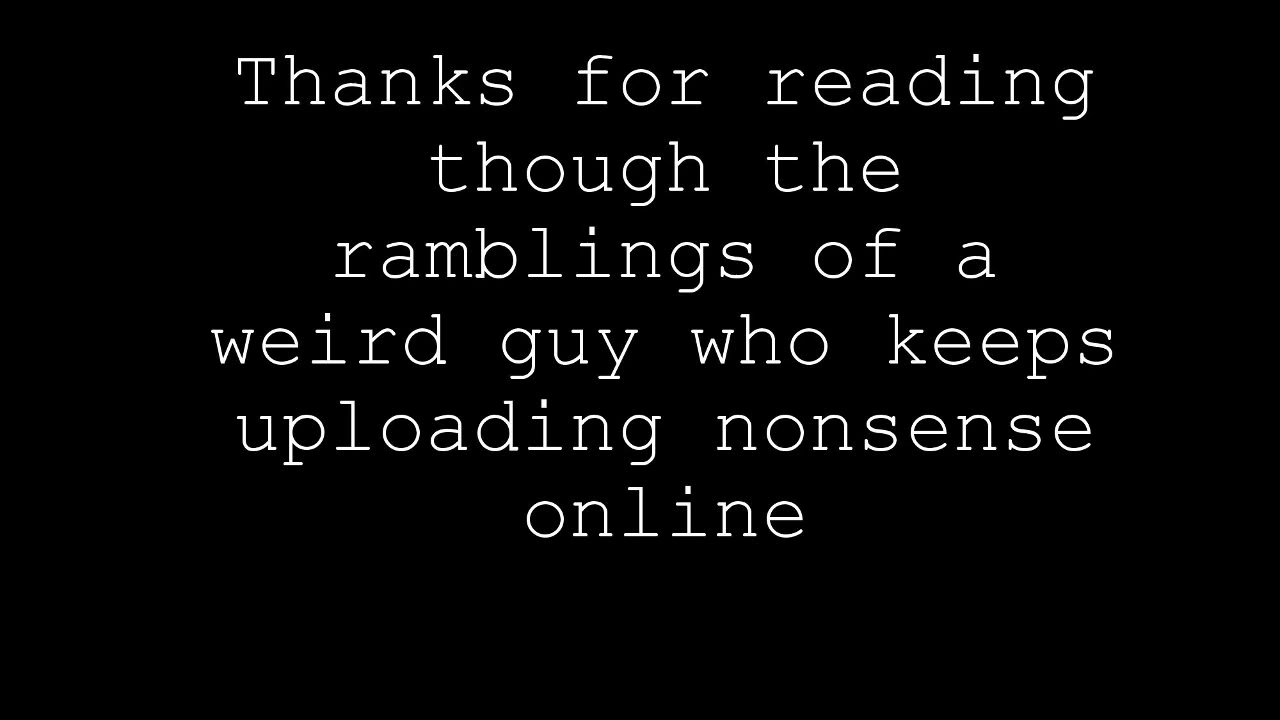 Thanks for reading
though the
ramblings of a
weird guy who keeps
uploading nonsense
online